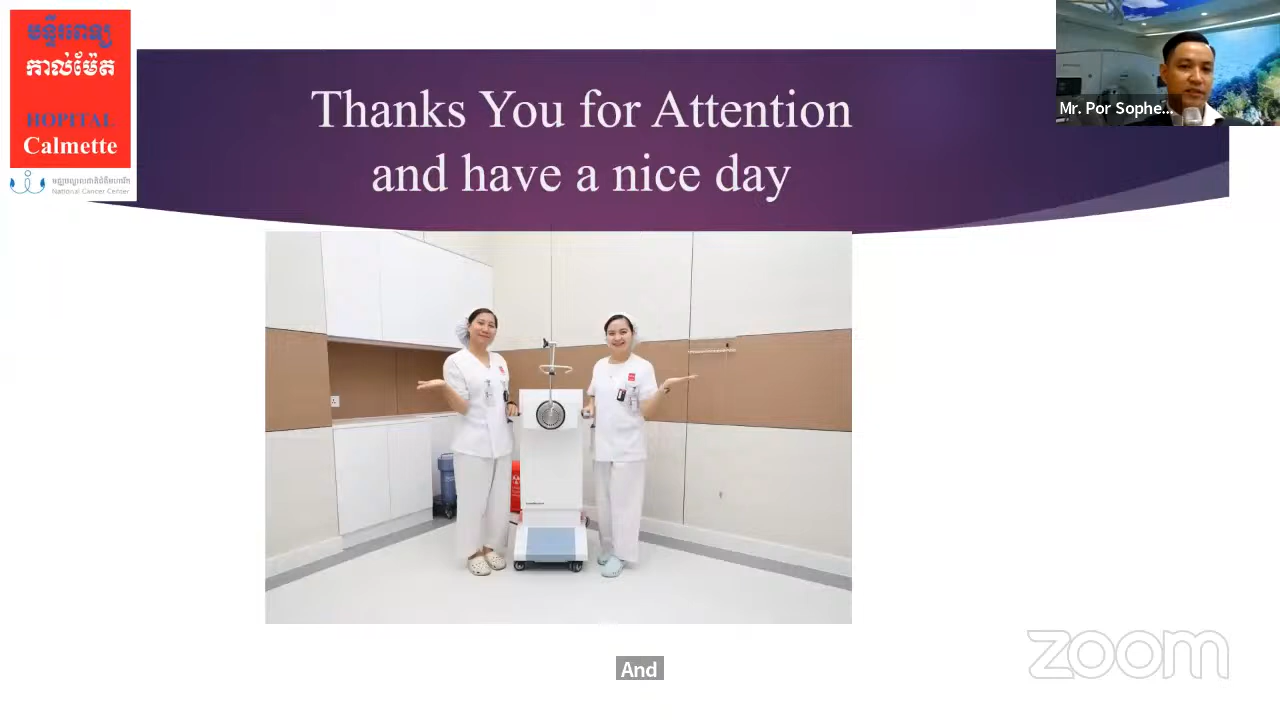 មន្ទីរពេទ្យ
កាល់ម៉ែត
HOPITAL
Calmette
National Cancer Center
Thanks You for Attention
and have a nice day
Mr. Por Sophe...
And
zoom